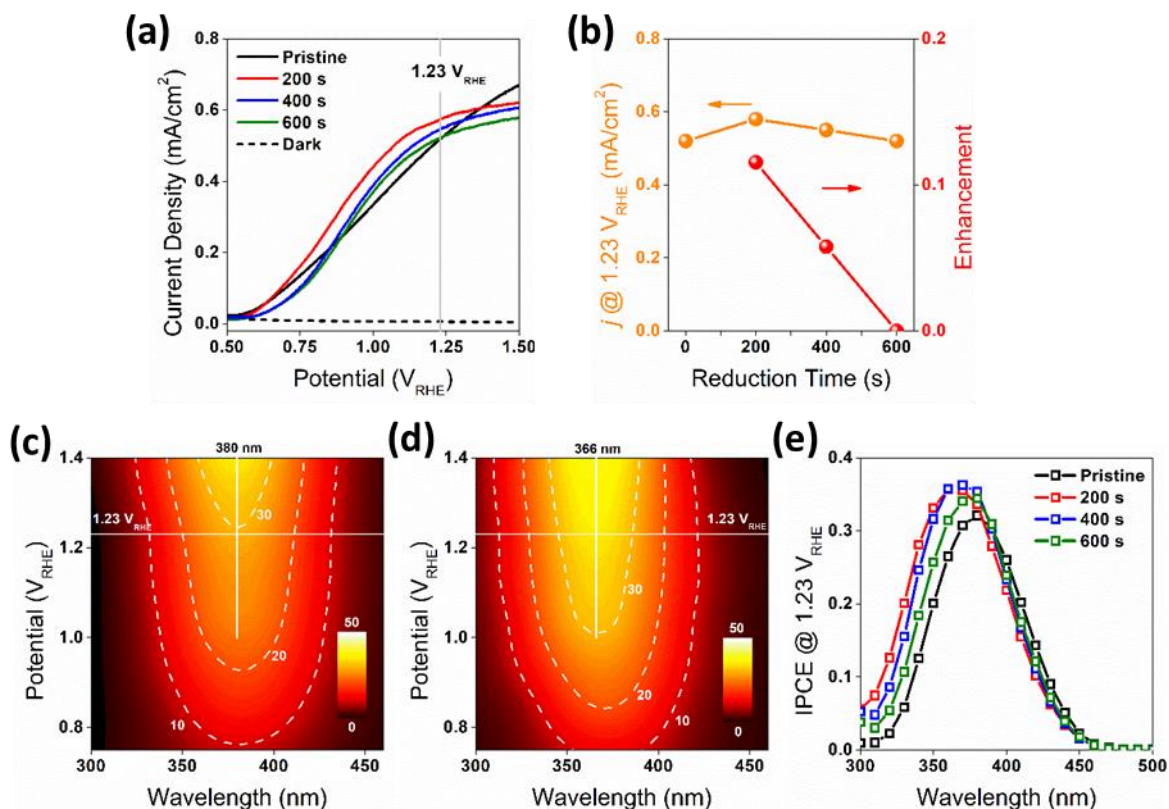 (a)
0.8
0.6
0.4
0.2
0.0
Current Density (mA/cm²)
Pristine
200 s
400 s
600 s
Dark
1.23 V_RHE
0.50
0.75
1.00
1.25
1.50
Potential (V_RHE)
(b)
0.8
0.6
0.4
0.2
0.0
j @ 1.23 V_RHE (mA/cm²)
0.2
0.1
0.0
Enhancement
0
200
400
600
Reduction Time (s)
(c)
380 nm
1.4
1.2
1.0
0.8
Potential (V_RHE)
1.23 V_RHE
30
20
10
50
0
300
350
400
450
Wavelength (nm)
(d)
366 nm
1.4
1.2
1.0
0.8
Potential (V_RHE)
1.23 V_RHE
30
20
10
50
0
300
350
400
450
Wavelength (nm)
(e)
0.4
0.3
0.2
0.1
0.0
IPCE @ 1.23 V_RHE
Pristine
200 s
400 s
600 s
300
350
400
450
500
Wavelength (nm)